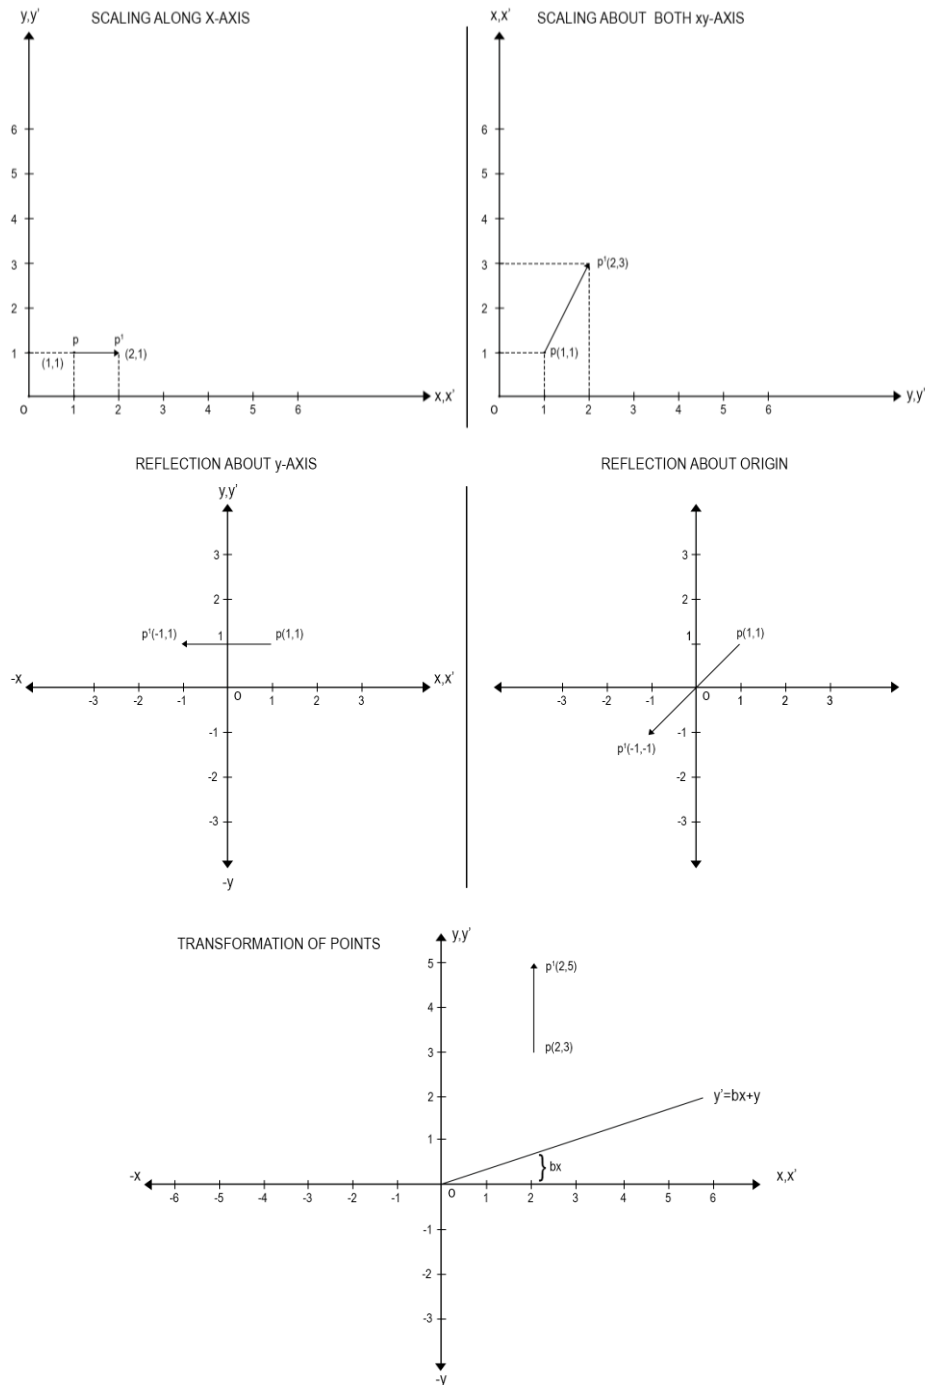 y,y'
SCALING ALONG X-AXIS
6
5
4
3
2
1
p
p¹
(1,1)
(2,1)
O
1 2 3 4 5 6
x,x'
x,x'
SCALING ABOUT BOTH xy-AXIS
6
5
4
3
2
1
p¹(2,3)
p(1,1)
O
1 2 3 4 5 6
y,y'
REFLECTION ABOUT y-AXIS
y,y'
3
2
1
p¹(-1,1)
p(1,1)
-x
x,x'
-3 -2 -1 O 1 2 3
-1
-2
-3
-y
REFLECTION ABOUT ORIGIN
3
2
1
p(1,1)
-3 -2 -1 O 1 2 3
-1
p¹(-1,-1)
-2
-3
TRANSFORMATION OF POINTS
y,y'
5
p¹(2,5)
4
3
p(2,3)
2
y'=bx+y
1
bx
-x
x,x'
-6 -5 -4 -3 -2 -1 O 1 2 3 4 5 6
-1
-2
-3
-y